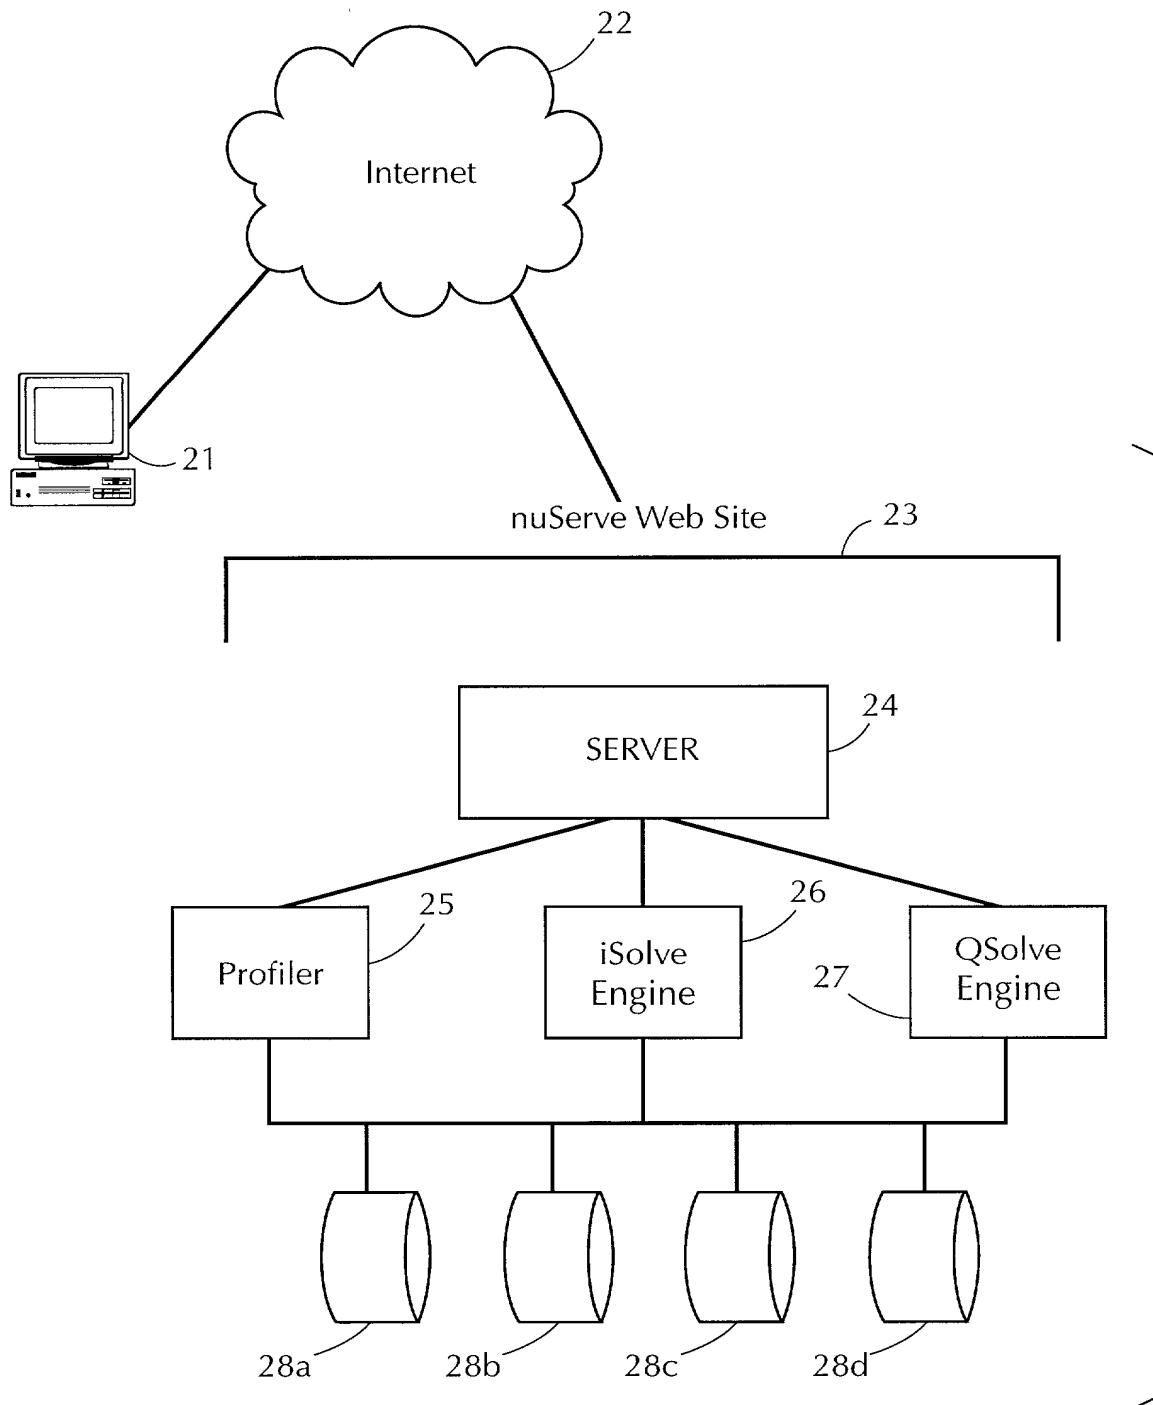 22
Internet
21
nuServe Web Site
23
24
SERVER
25
26
Profiler
iSolve
Engine
27
QSolve
Engine
28a
28b
28c
28d